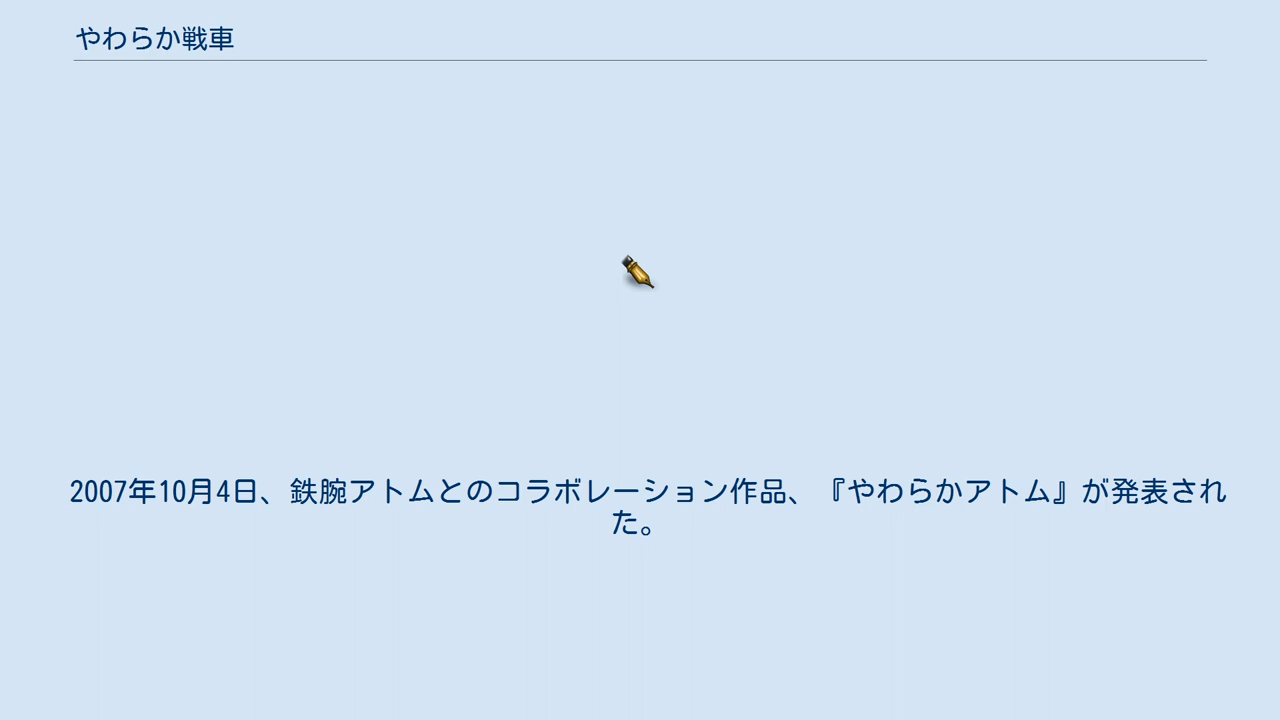 やわらか戦車
2007年10月4日、鉄腕アトムとのコラボレーション作品、『やわらかアトム』が発表され
た。